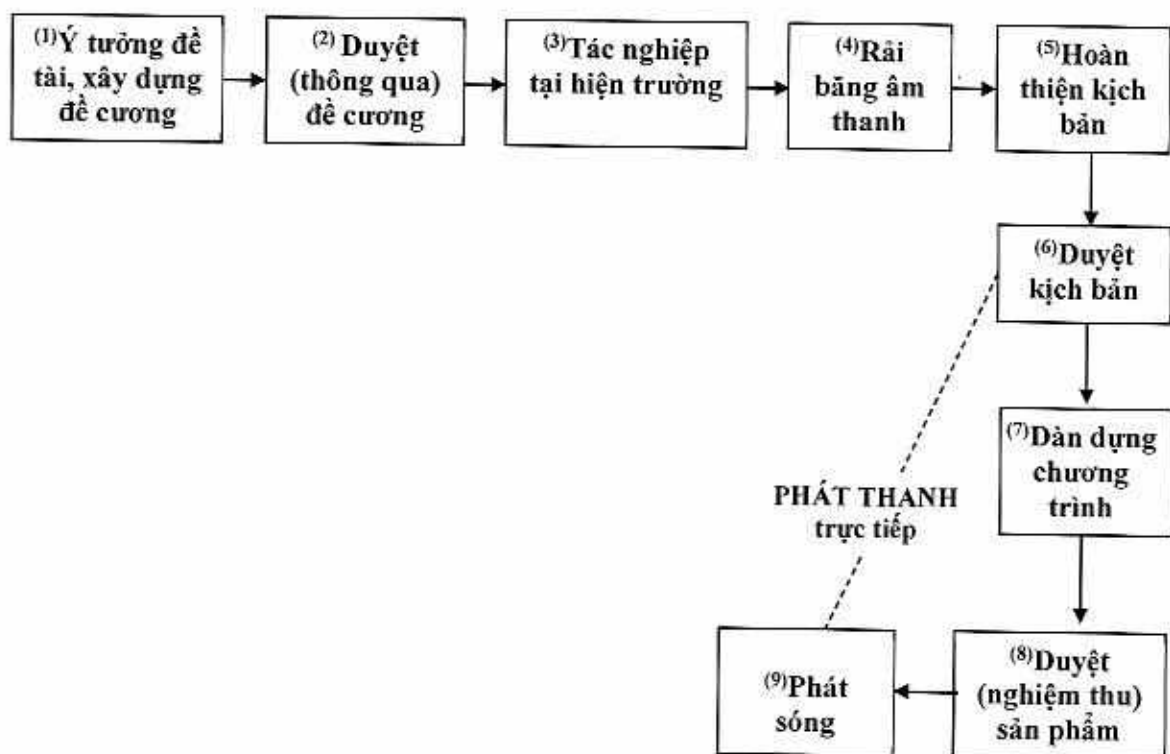 (1)Ý tưởng đề
tài, xây dựng
đề cương
(2) Duyệt
(thông qua)
đề cương
(3)Tác nghiệp
tại hiện trường
(4)Rải
băng âm
thanh
(5)Hoàn
thiện kịch
bản
(6)Duyệt
kịch bản
(7)Dàn dựng
chương
trình
PHÁT THANH
trực tiếp
(8)Duyệt
(nghiệm thu)
sản phẩm
(9)Phát
sóng